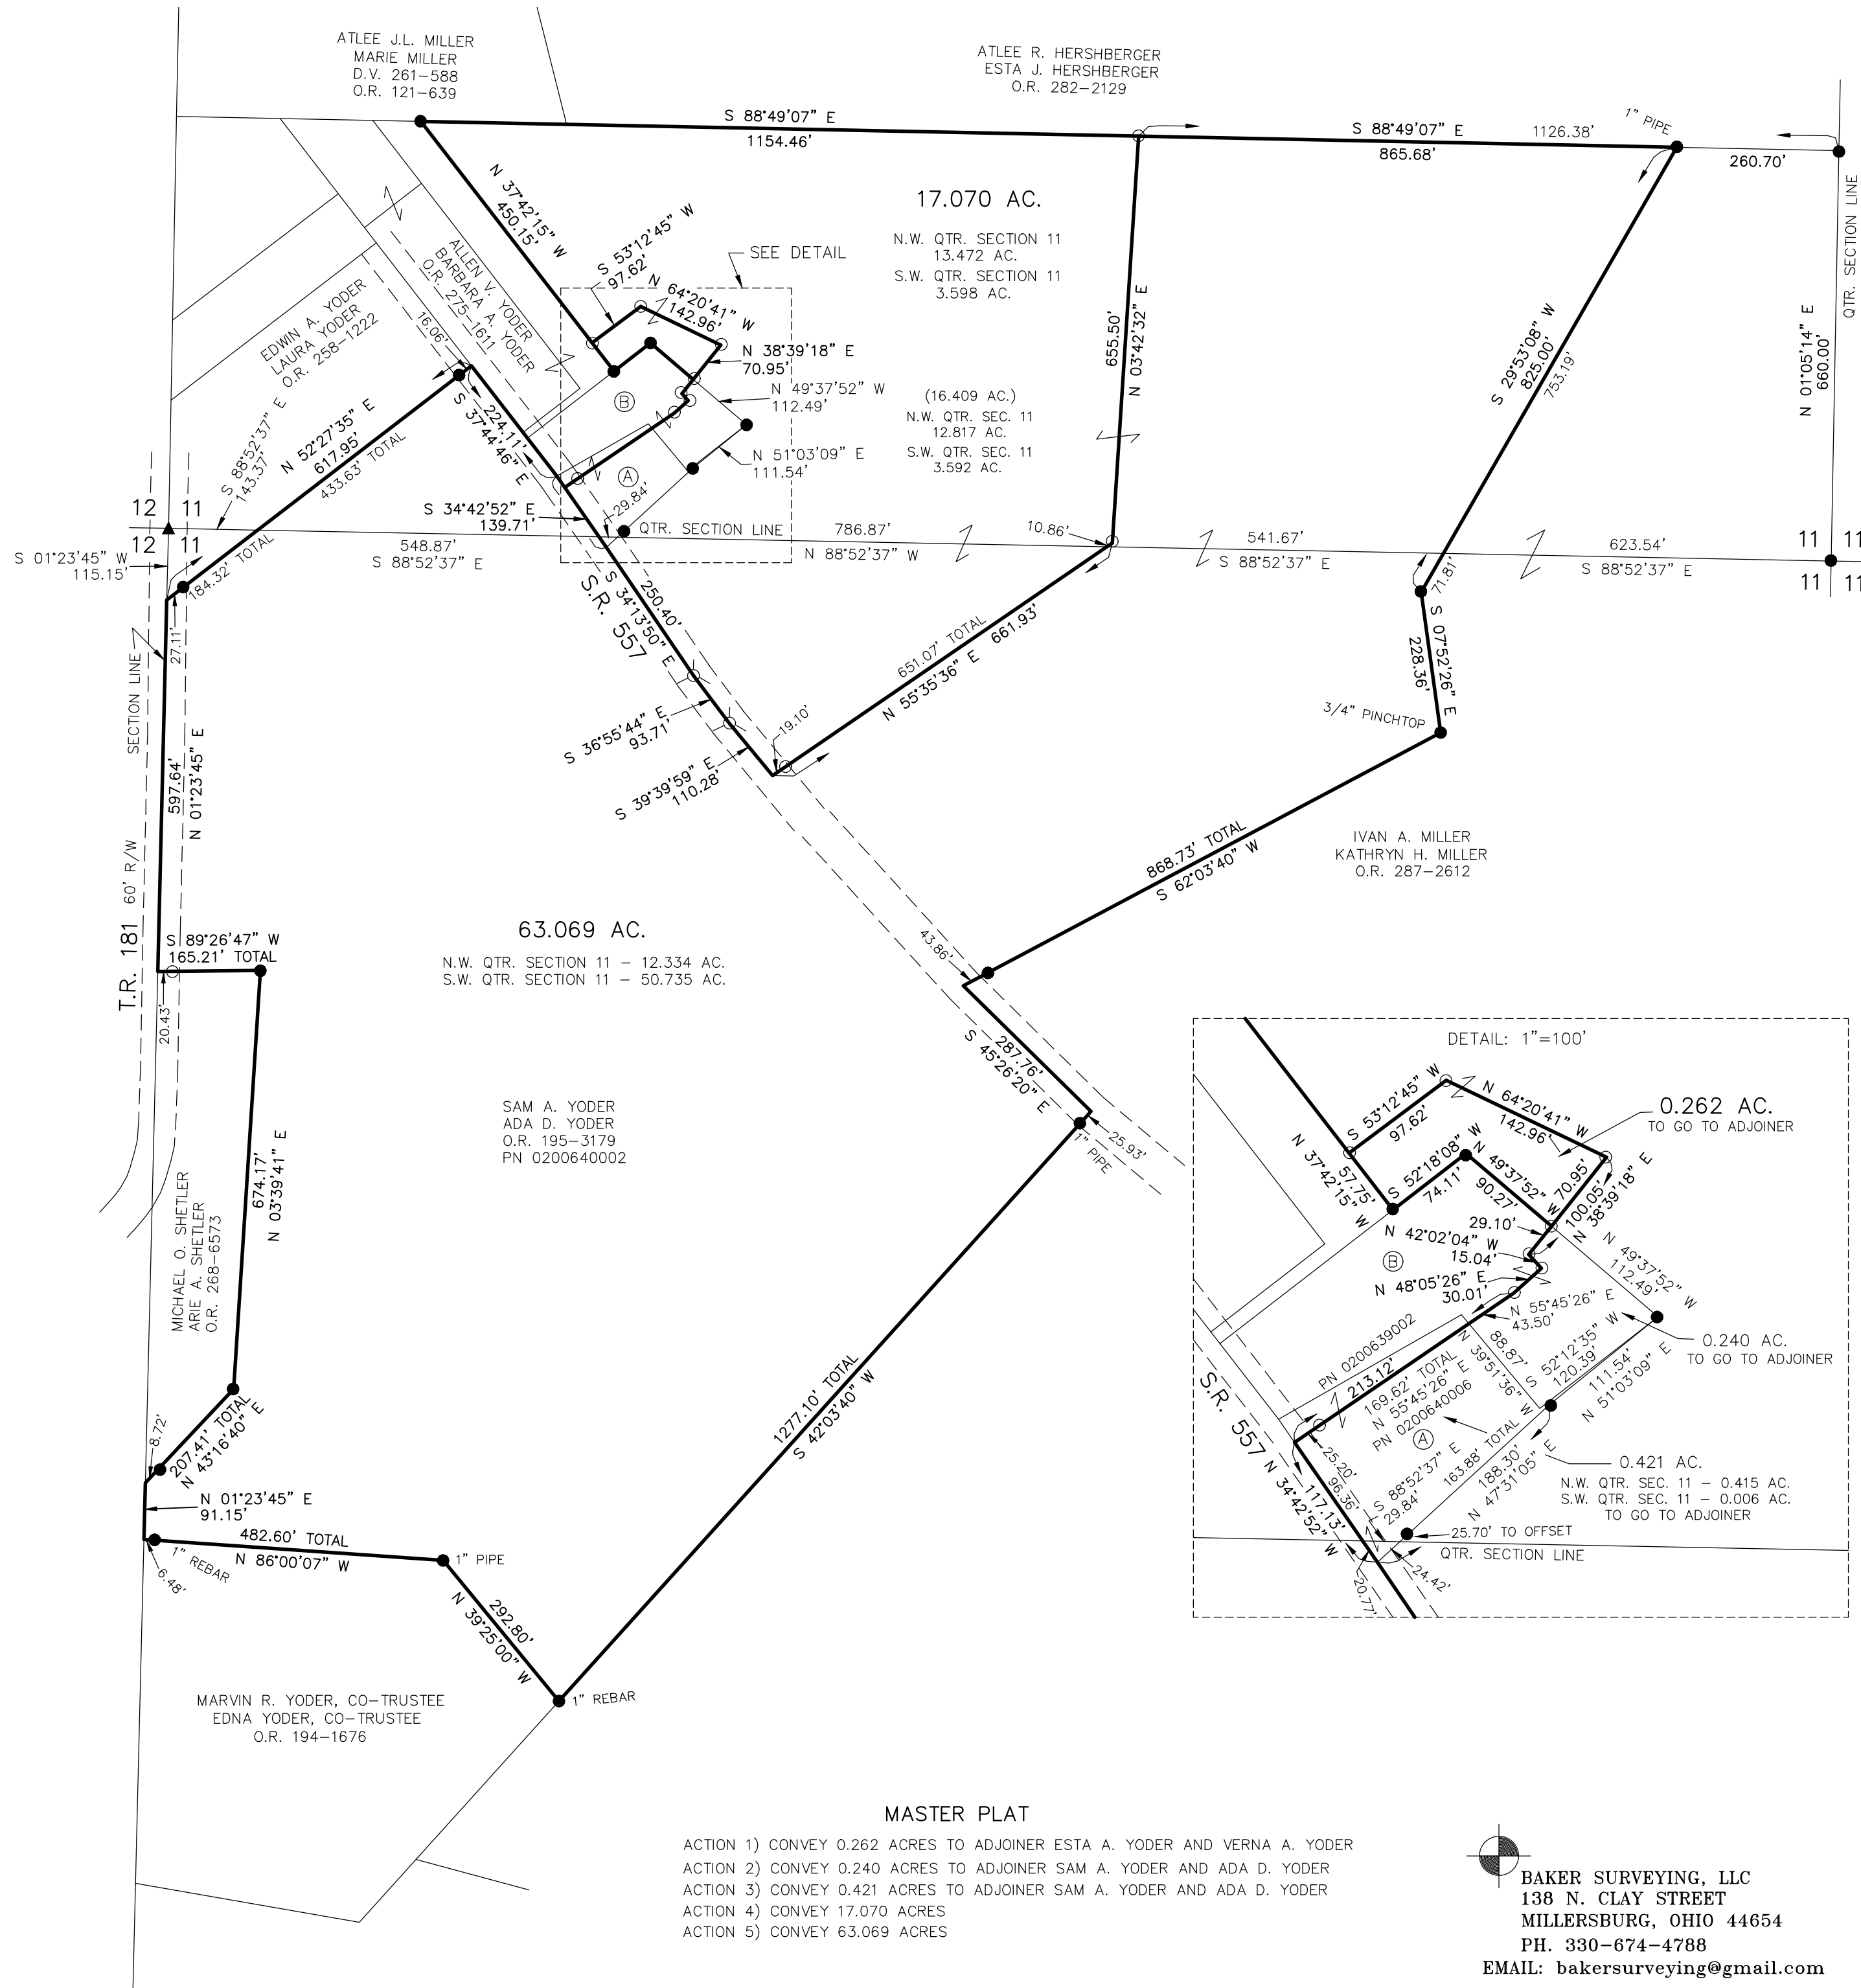 ATLEE J.L. MILLER
MARIE MILLER
D.V. 261-588
O.R. 121-639
ATLEE R. HERSHBERGER
ESTA J. HERSHBERGER
O.R. 282-2129
S 88°49'07" E
1154.46'
S 88°49'07" E
865.68'
1126.38'
1" PIPE
260.70'
QTR. SECTION LINE
N 01°05'14" E
660.00'
N 37°42'15" W
450.15'
S 53°12'45" W
97.62'
N 64°20'41" W
142.96'
SEE DETAIL
17.070 AC.
N.W. QTR. SECTION 11
13.472 AC.
S.W. QTR. SECTION 11
3.598 AC.
655.50'
N 03°42'32" E
S 29°53'08" W
825.00'
753.19'
ALLEN V. YODER
BARBARA A. YODER
O.R. 275-1611
EDWIN A. YODER
LAURA YODER
O.R. 258-1222
16.06'
N 38°39'18" E
70.95'
N 49°37'52" W
112.49'
N 51°03'09" E
111.54'
(16.409 AC.)
N.W. QTR. SEC. 11
12.817 AC.
S.W. QTR. SEC. 11
3.592 AC.
B
A
S 88°52'37" E
143.37'
N 52°27'35" E
617.95'
433.63' TOTAL
224.11'
S 37°44'46" E
29.84'
S 34°42'52" E
139.71'
QTR. SECTION LINE
12 11
12 11
S 01°23'45" W
115.15'
184.32' TOTAL
27.11'
548.87'
S 88°52'37" E
786.87'
N 88°52'37" W
10.86'
541.67'
S 88°52'37" E
623.54'
S 88°52'37" E
11 11
11 11
71.81'
S 07°52'26" E
228.36'
3/4" PINCHTOP
S.R. 557
250.40'
S 34°13'50" E
S 36°55'44" E
93.71'
S 39°39'59" E
110.28'
19.10'
651.07' TOTAL
N 55°35'36" E 661.93'
SECTION LINE
597.64'
N 01°23'45" E
T.R. 181 60' R/W
868.73' TOTAL
S 62°03'40" W
IVAN A. MILLER
KATHRYN H. MILLER
O.R. 287-2612
63.069 AC.
N.W. QTR. SECTION 11 - 12.334 AC.
S.W. QTR. SECTION 11 - 50.735 AC.
S 89°26'47" W
165.21' TOTAL
20.43'
43.86'
287.76'
S 45°26'20" E
25.93'
1" PIPE
SAM A. YODER
ADA D. YODER
O.R. 195-3179
PN 0200640002
674.17'
N 03°39'41" E
MICHAEL O. SHETLER
ARIE A. SHETLER
O.R. 268-6573
1277.10' TOTAL
S 42°03'40" W
8.72'
207.41' TOTAL
N 43°16'40" E
N 01°23'45" E
91.15'
482.60' TOTAL
N 86°00'07" W
1" REBAR
6.48'
1" PIPE
292.80'
N 39°25'00" W
1" REBAR
MARVIN R. YODER, CO-TRUSTEE
EDNA YODER, CO-TRUSTEE
O.R. 194-1676
DETAIL: 1"=100'
S 53°12'45" W
97.62'
N 64°20'41" W
142.96'
0.262 AC.
TO GO TO ADJOINER
N 37°42'15" W
57.75'
S 52°18'08" W
74.11'
N 49°37'52" W
90.27'
70.95'
100.05'
N 38°39'18" E
29.10'
N 42°02'04" W
15.04'
B
N 48°05'26" E
30.01'
N 49°37'52" W
112.49'
N 55°45'26" E
43.50'
0.240 AC.
TO GO TO ADJOINER
PN 0200639002
213.12'
88.87'
N 39°51'36" W
S 52°12'35" W
120.39'
111.54'
N 51°03'09" E
169.62' TOTAL
N 55°45'26" E
PN 0200640006
A
S.R. 557
25.20'
96.36'
117.13'
N 34°42'52" W
S 88°52'37" E
29.84'
163.88' TOTAL
188.30'
N 47°31'05" E
0.421 AC.
N.W. QTR. SEC. 11 - 0.415 AC.
S.W. QTR. SEC. 11 - 0.006 AC.
TO GO TO ADJOINER
25.70' TO OFFSET
QTR. SECTION LINE
24.42'
20.77'
MASTER PLAT
ACTION 1) CONVEY 0.262 ACRES TO ADJOINER ESTA A. YODER AND VERNA A. YODER
ACTION 2) CONVEY 0.240 ACRES TO ADJOINER SAM A. YODER AND ADA D. YODER
ACTION 3) CONVEY 0.421 ACRES TO ADJOINER SAM A. YODER AND ADA D. YODER
ACTION 4) CONVEY 17.070 ACRES
ACTION 5) CONVEY 63.069 ACRES
BAKER SURVEYING, LLC
138 N. CLAY STREET
MILLERSBURG, OHIO 44654
PH. 330-674-4788
EMAIL: bakersurveying@gmail.com